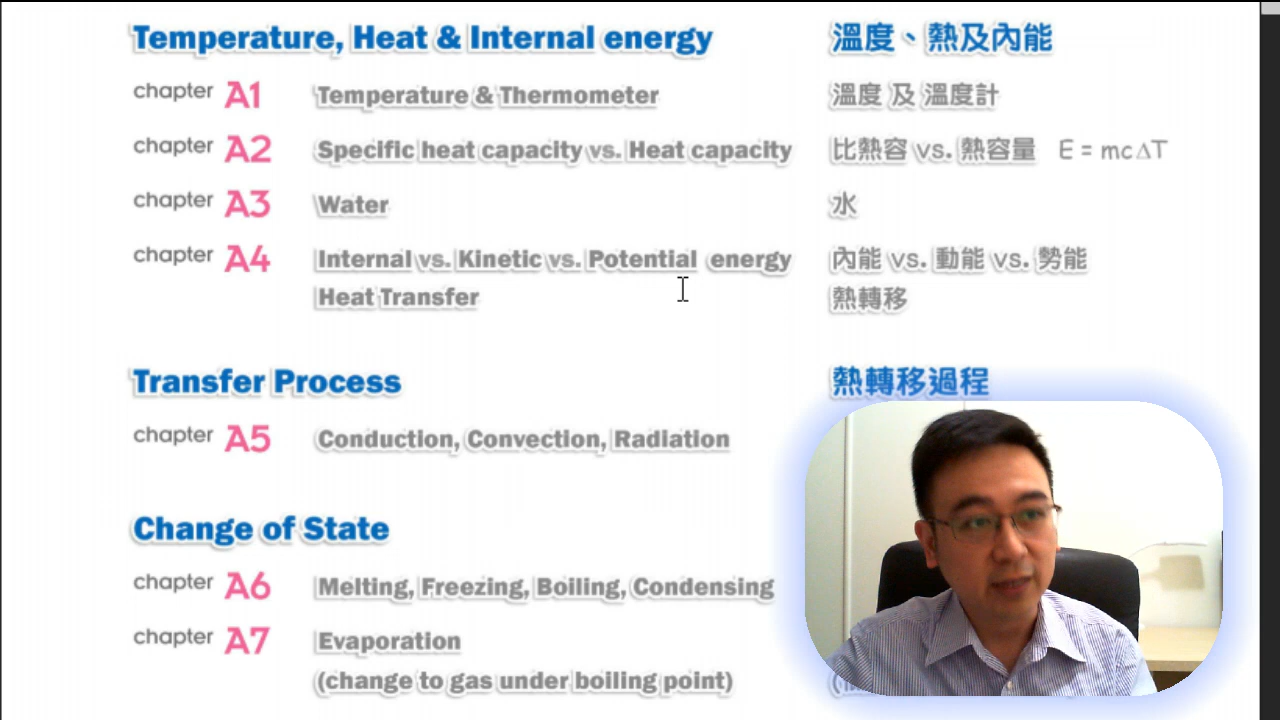 Temperature, Heat & Internal energy 溫度、熱及內能
chapter A1 Temperature & Thermometer 溫度 及 溫度計
chapter A2 Specific heat capacity vs. Heat capacity 比熱容 vs. 熱容量 E = mc∆T
chapter A3 Water 水
chapter A4 Internal vs. Kinetic vs. Potential energy 內能 vs. 動能 vs. 勢能
Heat Transfer 熱轉移
Transfer Process 熱轉移過程
chapter A5 Conduction, Convection, Radiation
Change of State
chapter A6 Melting, Freezing, Boiling, Condensing
chapter A7 Evaporation
(change to gas under boiling point)